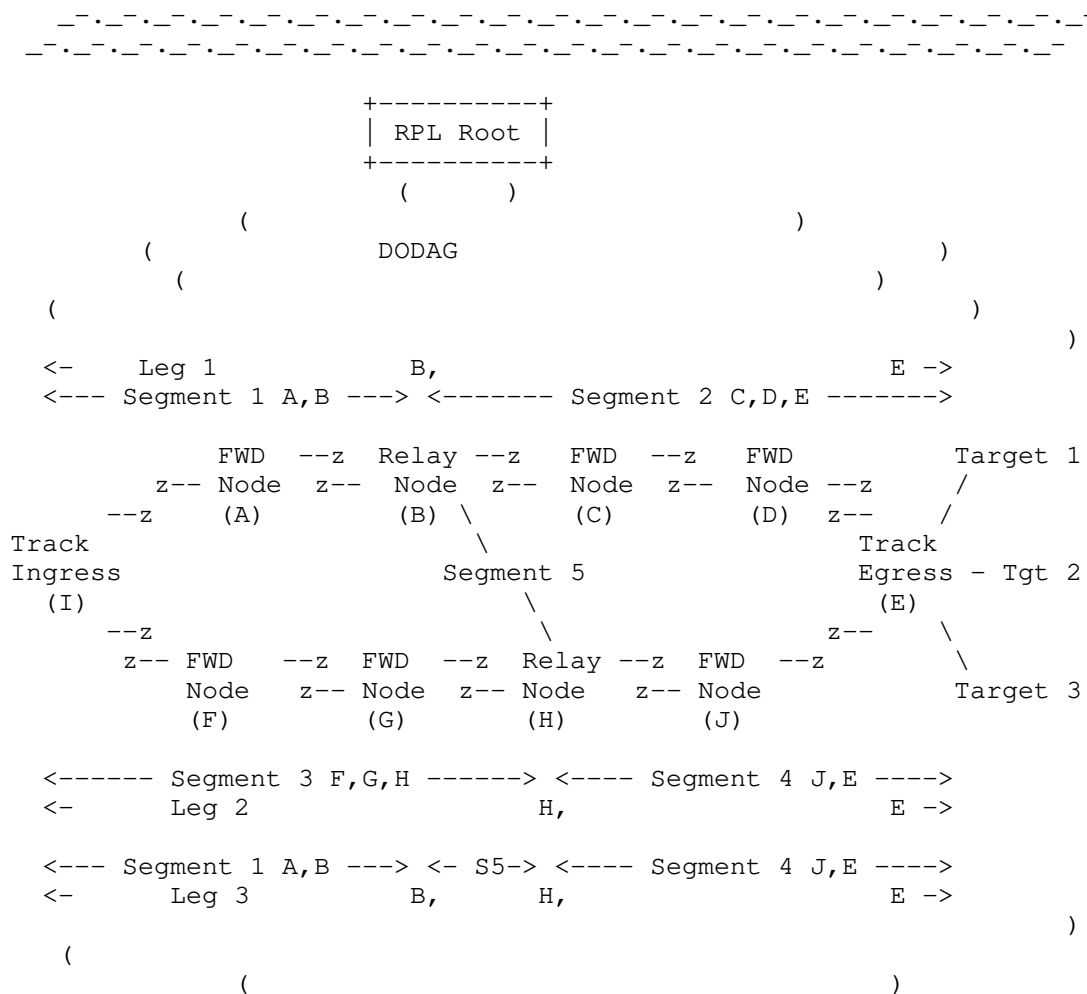 _-._-._-._-._-._-._-._-._-._-._-._-._-._-._-._-._-._-._-._-._-._-
_-._-._-._-._-._-._-._-._-._-._-._-._-._-._-._-._-._-._-._-._-
+----------+
| RPL Root |
+----------+
( )
( )
( DODAG )
( )
( )
)
<- Leg 1 B, E ->
<--- Segment 1 A,B ---> <------- Segment 2 C,D,E ------->
FWD --z Relay --z FWD --z FWD Target 1
z-- Node z-- Node z-- Node z-- Node --z /
--z (A) (B) \ (C) (D) z-- /
Track \ Track
Ingress Segment 5 Egress - Tgt 2
(I) \ (E)
--z \ z-- \
z-- FWD --z FWD --z Relay --z FWD --z \
Node z-- Node z-- Node z-- Node Target 3
(F) (G) (H) (J)
<------ Segment 3 F,G,H ------> <---- Segment 4 J,E ---->
<- Leg 2 H, E ->
<--- Segment 1 A,B ---> <- S5-> <---- Segment 4 J,E ---->
<- Leg 3 B, H, E ->
)
(
( )